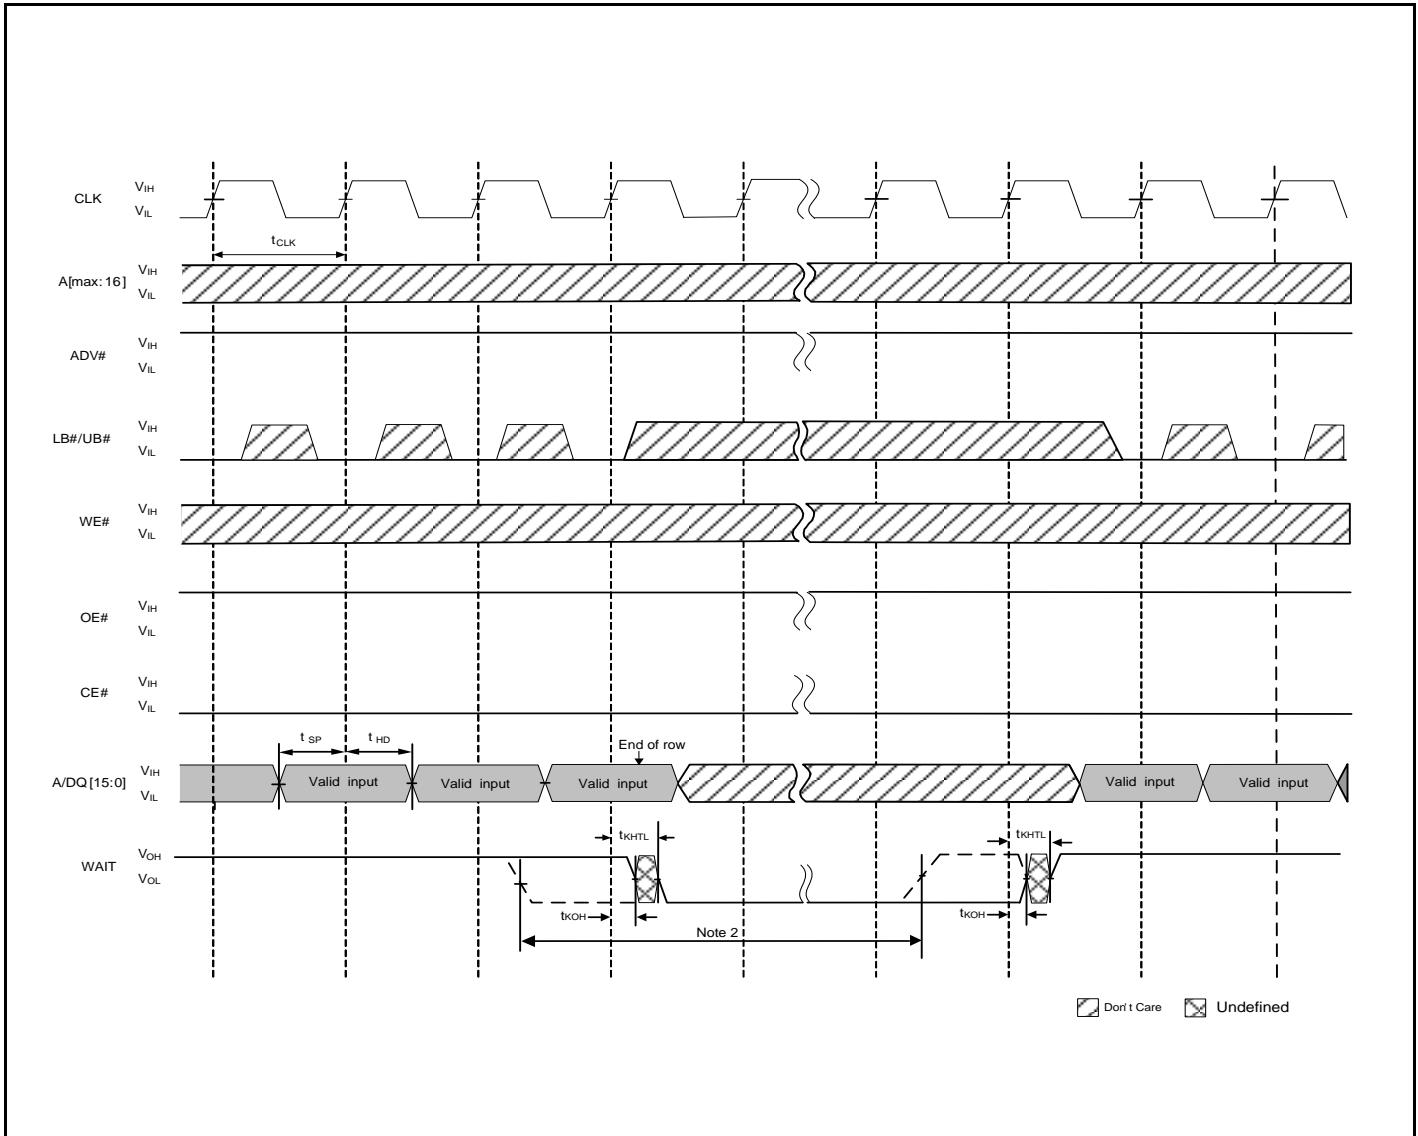 CLK VIH
VIL
tCLK
A[max:16] VIH
VIL
ADV# VIH
VIL
LB#/UB# VIH
VIL
WE# VIH
VIL
OE# VIH
VIL
CE# VIH
VIL
tSP tHD End of row
A/DQ[15:0] VIH
VIL
Valid input Valid input Valid input Valid input Valid input
tKHTL tKHTL
WAIT VOH
VOL
tKOH tKOH
Note 2
Don't Care Undefined